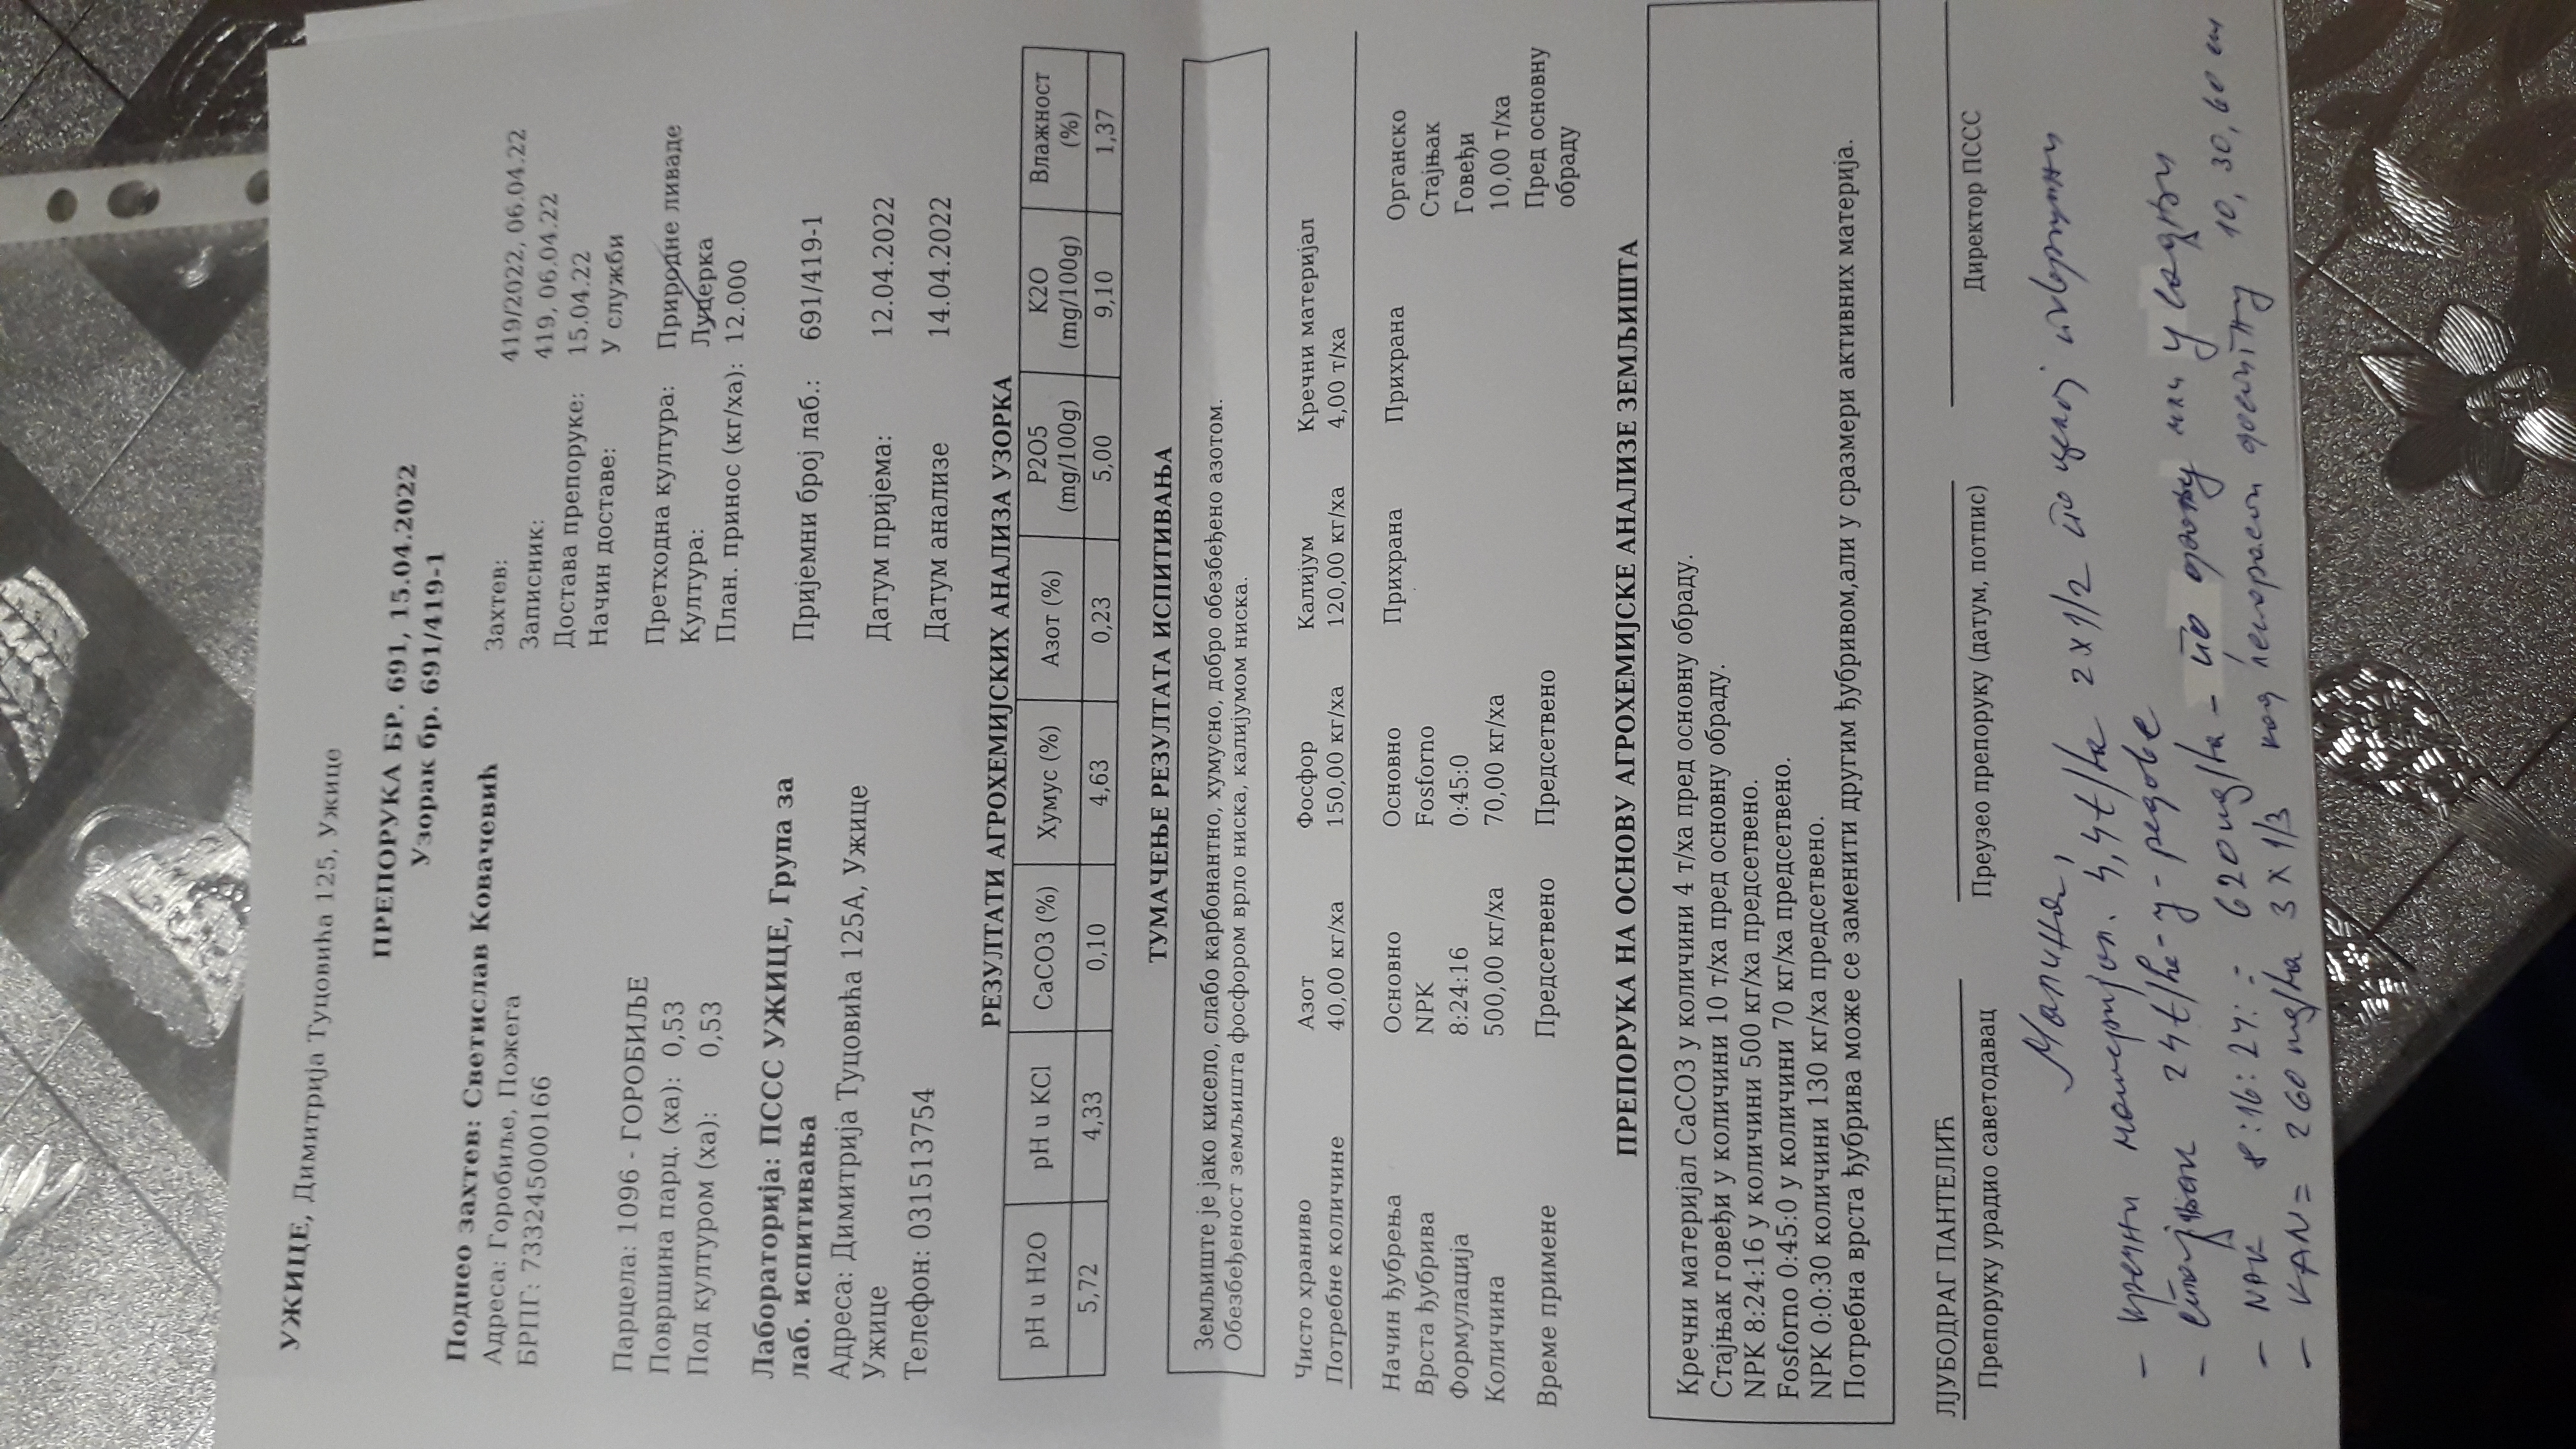 УЖИЦЕ, Димитрија Туцовића 125, Ужице
ПРЕПОРУКА БР. 691, 15.04.2022
Узорак бр. 691/419-1
Поднео захтев: Светислав Ковачевић
Адреса: Горобиље, Пожега
БРПГ: 733245000166
Захтев: 419/2022, 06.04.22
Записник: 419, 06.04.22
Достава препоруке: 15.04.22
Начин доставе: У служби
Парцела: 1096 - ГОРОБИЉЕ
Површина парц. (ха): 0,53
Под културом (ха): 0,53
Претходна култура: Природне ливаде
Култура: Луцерка
План. принос (кг/ха): 12.000
Лабораторија: ПССС УЖИЦЕ, Група за
лаб. испитивања
Адреса: Димитрија Туцовића 125А, Ужице
Ужице
Телефон: 031513754
Пријемни број лаб.: 691/419-1
Датум пријема: 12.04.2022
Датум анализе 14.04.2022
РЕЗУЛТАТИ АГРОХЕМИЈСКИХ АНАЛИЗА УЗОРКА
pH u H2O pH u KCl CaCO3 (%) Хумус (%) Азот (%) P2O5 (mg/100g) K2O (mg/100g) Влажност (%)
5,72 4,33 0,10 4,63 0,23 5,00 9,10 1,37
ТУМАЧЕЊЕ РЕЗУЛТАТА ИСПИТИВАЊА
Земљиште је јако кисело, слабо карбонантно, хумусно, добро обезбеђено азотом.
Обезбеђеност земљишта фосфором врло ниска, калијумом ниска.
Чисто храниво Азот Фосфор Калијум Кречни материјал
Потребне количине 40,00 кг/ха 150,00 кг/ха 120,00 кг/ха 4,00 т/ха
Начин ђубрења Основно Основно Прихрана Прихрана Органско
Врста ђубрива NPK Fosforno Стајњак
Формулација 8:24:16 0:45:0 Говеђи
Количина 500,00 кг/ха 70,00 кг/ха 10,00 т/ха
Време примене Предсетвено Предсетвено Пред основну
обраду
ПРЕПОРУКА НА ОСНОВУ АГРОХЕМИЈСКЕ АНАЛИЗЕ ЗЕМЉИШТА
Кречни материјал CaCO3 у количини 4 т/ха пред основну обраду.
Стајњак говеђи у количини 10 т/ха пред основну обраду.
NPK 8:24:16 у количини 500 кг/ха предсетвено.
Fosforno 0:45:0 у количини 70 кг/ха предсетвено.
NPK 0:0:30 количини 130 кг/ха предсетвено.
Потребна врста ђубрива може се заменити другим ђубривом,али у сразмери активних материја.
ЉУБОДРАГ ПАНТЕЛИЋ
Препоруку урадио саветодавац
Преузео препоруку (датум, потпис)
Директор ПССС
Малина,
- кречни материјал. 4,4t/ha 2 x 1/2 по целој површини
- стајњак 24t/ha - у - редове
- NPK 8:16:24: = 620 /ha - по или у садњи
- KAN = 260 /ha 3 x 1/3 кад 10, 30, 60 cm